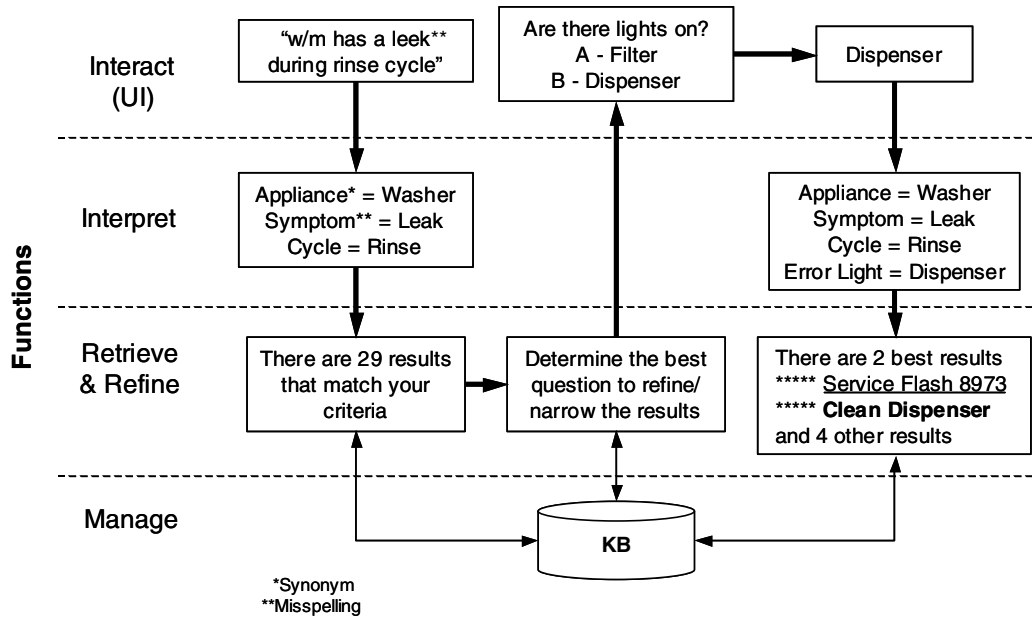 Functions
Interact
(UI)
“w/m has a leek**
during rinse cycle”
Are there lights on?
A - Filter
B - Dispenser
Dispenser
Interpret
Appliance* = Washer
Symptom** = Leak
Cycle = Rinse
Appliance = Washer
Symptom = Leak
Cycle = Rinse
Error Light = Dispenser
Retrieve
& Refine
There are 29 results
that match your
criteria
Determine the best
question to refine/
narrow the results
There are 2 best results
***** Service Flash 8973
***** Clean Dispenser
and 4 other results
Manage
KB
*Synonym
**Misspelling